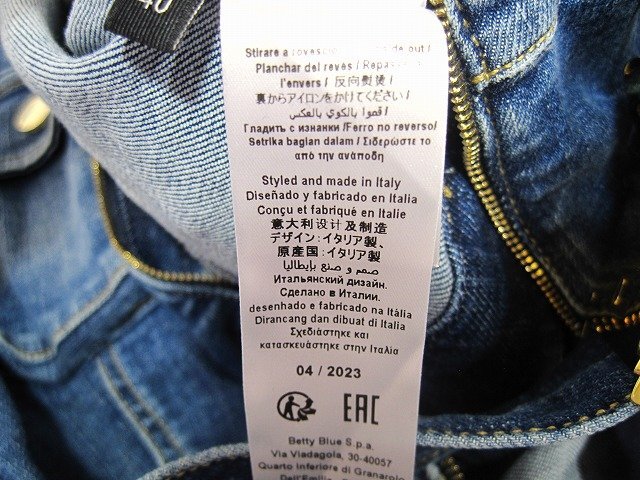 40
Stirare a rovescio de out /
Planchar del revés / Repasser à
l'envers / 反向熨烫 /
裏からアイロンをかけてください /
قوموا بالكوي بالعكس /
Гладить с изнанки /Ferro no reverso/
Setrika bagian dalam / Σιδερώστε το
από την ανάποδη
Styled and made in Italy
Diseñado y fabricado en Italia
Conçu et fabriqué en Italie
意大利设计及制造
デザイン：イタリア製、
原産国：イタリア製、
صمم و صنع بإيطاليا
Итальянский дизайн.
Сделано в Италии.
desenhado e fabricado na Itália
Dirancang dan dibuat di Italia
Σχεδιάστηκε και
κατασκευάστηκε στην Ιταλία
04 / 2023
EAC
Betty Blue S.p.a.
Via Viadagola, 30-40057
Quarto Inferiore di Granarolo
Dell'Emilia